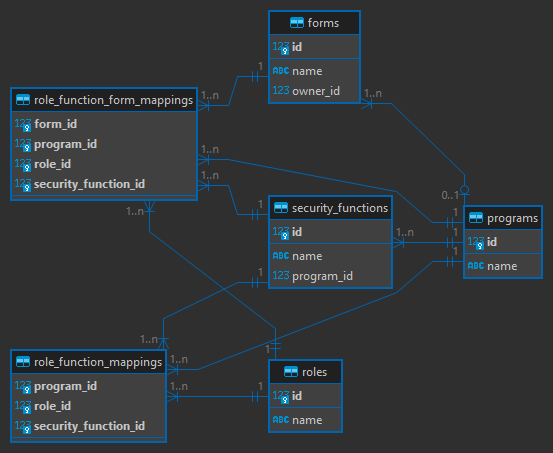 forms
123 id
ABC name
123 owner_id
1
1..n
1..n
role_function_form_mappings
123 form_id
123 program_id
123 role_id
123 security_function_id
1..n
1..n
1..n
1
security_functions
123 id
ABC name
123 program_id
0..1
1
1
1
programs
123 id
ABC name
1..n
1
1..n
1..n
1
role_function_mappings
123 program_id
123 role_id
123 security_function_id
1..n
1
roles
123 id
ABC name